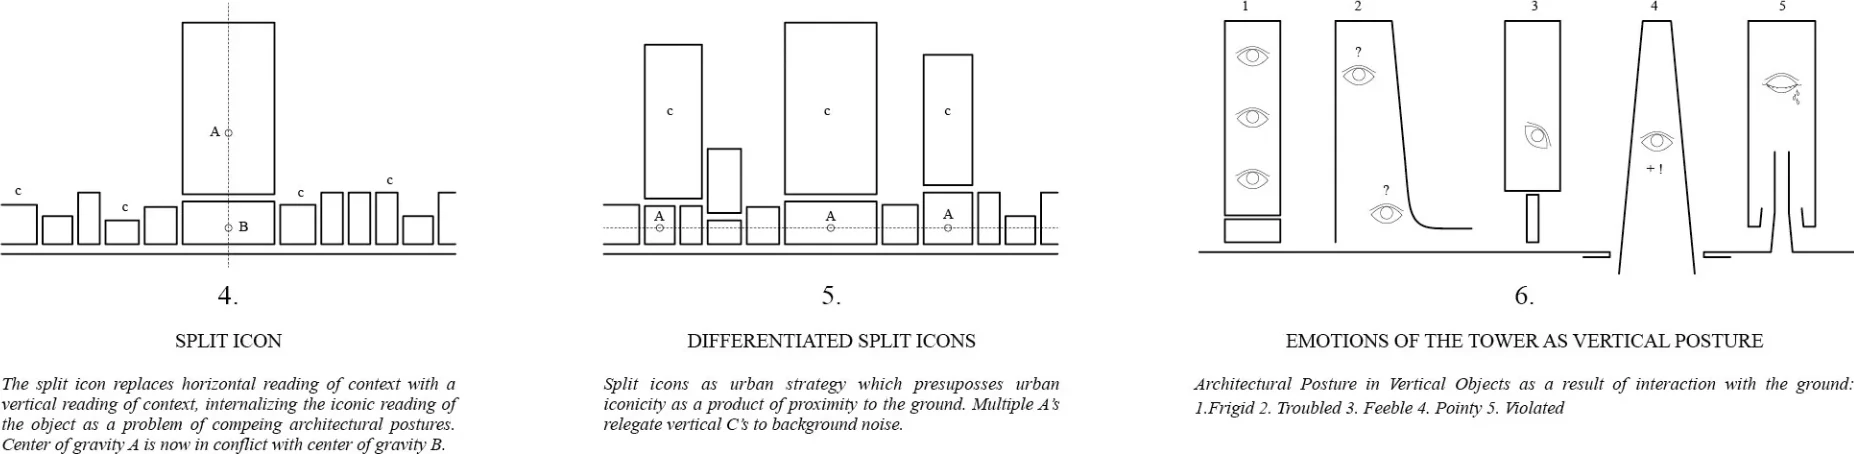 A
B
c
c
c
c
4.
SPLIT ICON
The split icon replaces horizontal reading of context with a
vertical reading of context, internalizing the iconic reading of
the object as a problem of compeing architectural postures.
Center of gravity A is now in conflict with center of gravity B.
c
c
c
A
A
A
5.
DIFFERENTIATED SPLIT ICONS
Split icons as urban strategy which presuposses urban
iconicity as a product of proximity to the ground. Multiple A's
relegate vertical C's to background noise.
1
2
3
4
5
?
?
+ !
6.
EMOTIONS OF THE TOWER AS VERTICAL POSTURE
Architectural Posture in Vertical Objects as a result of interaction with the ground:
1.Frigid 2. Troubled 3. Feeble 4. Pointy 5. Violated